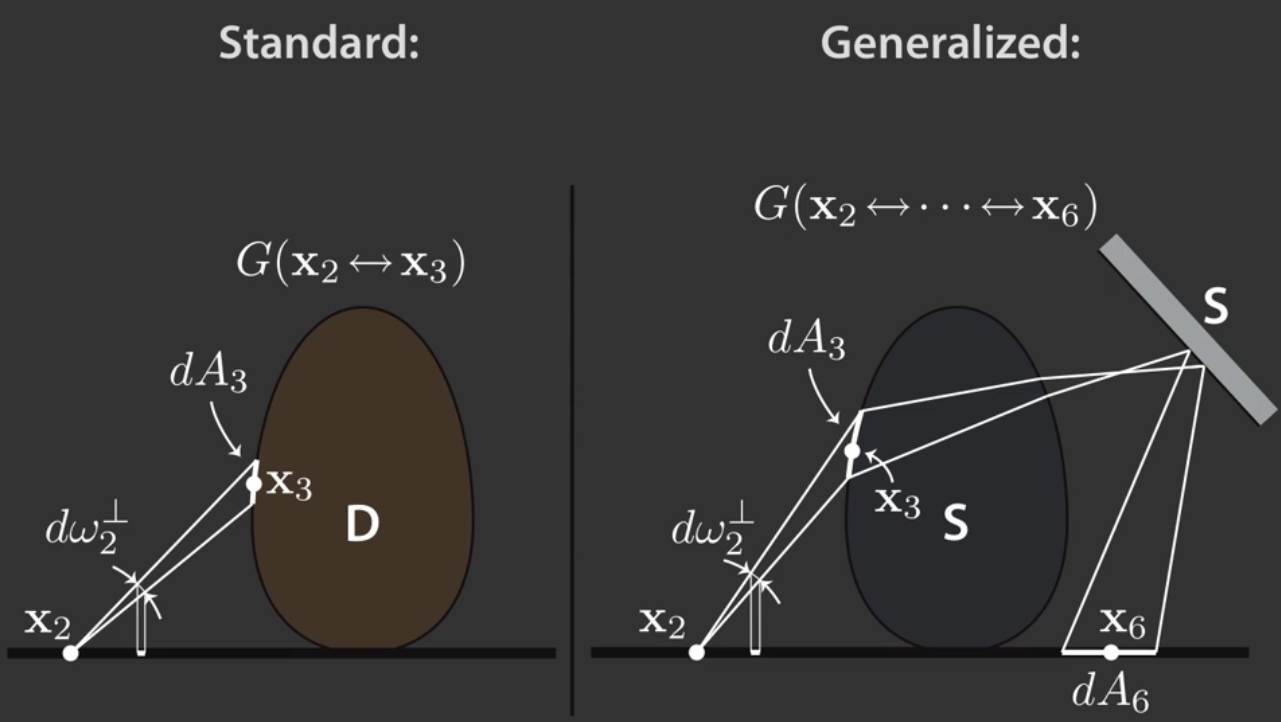 Standard:
G(x₂↔x₃)
dA₃
x₃
D
dω₂^⊥
x₂
Generalized:
G(x₂↔···↔x₆)
S
dA₃
x₃
S
dω₂^⊥
x₂
x₆
dA₆